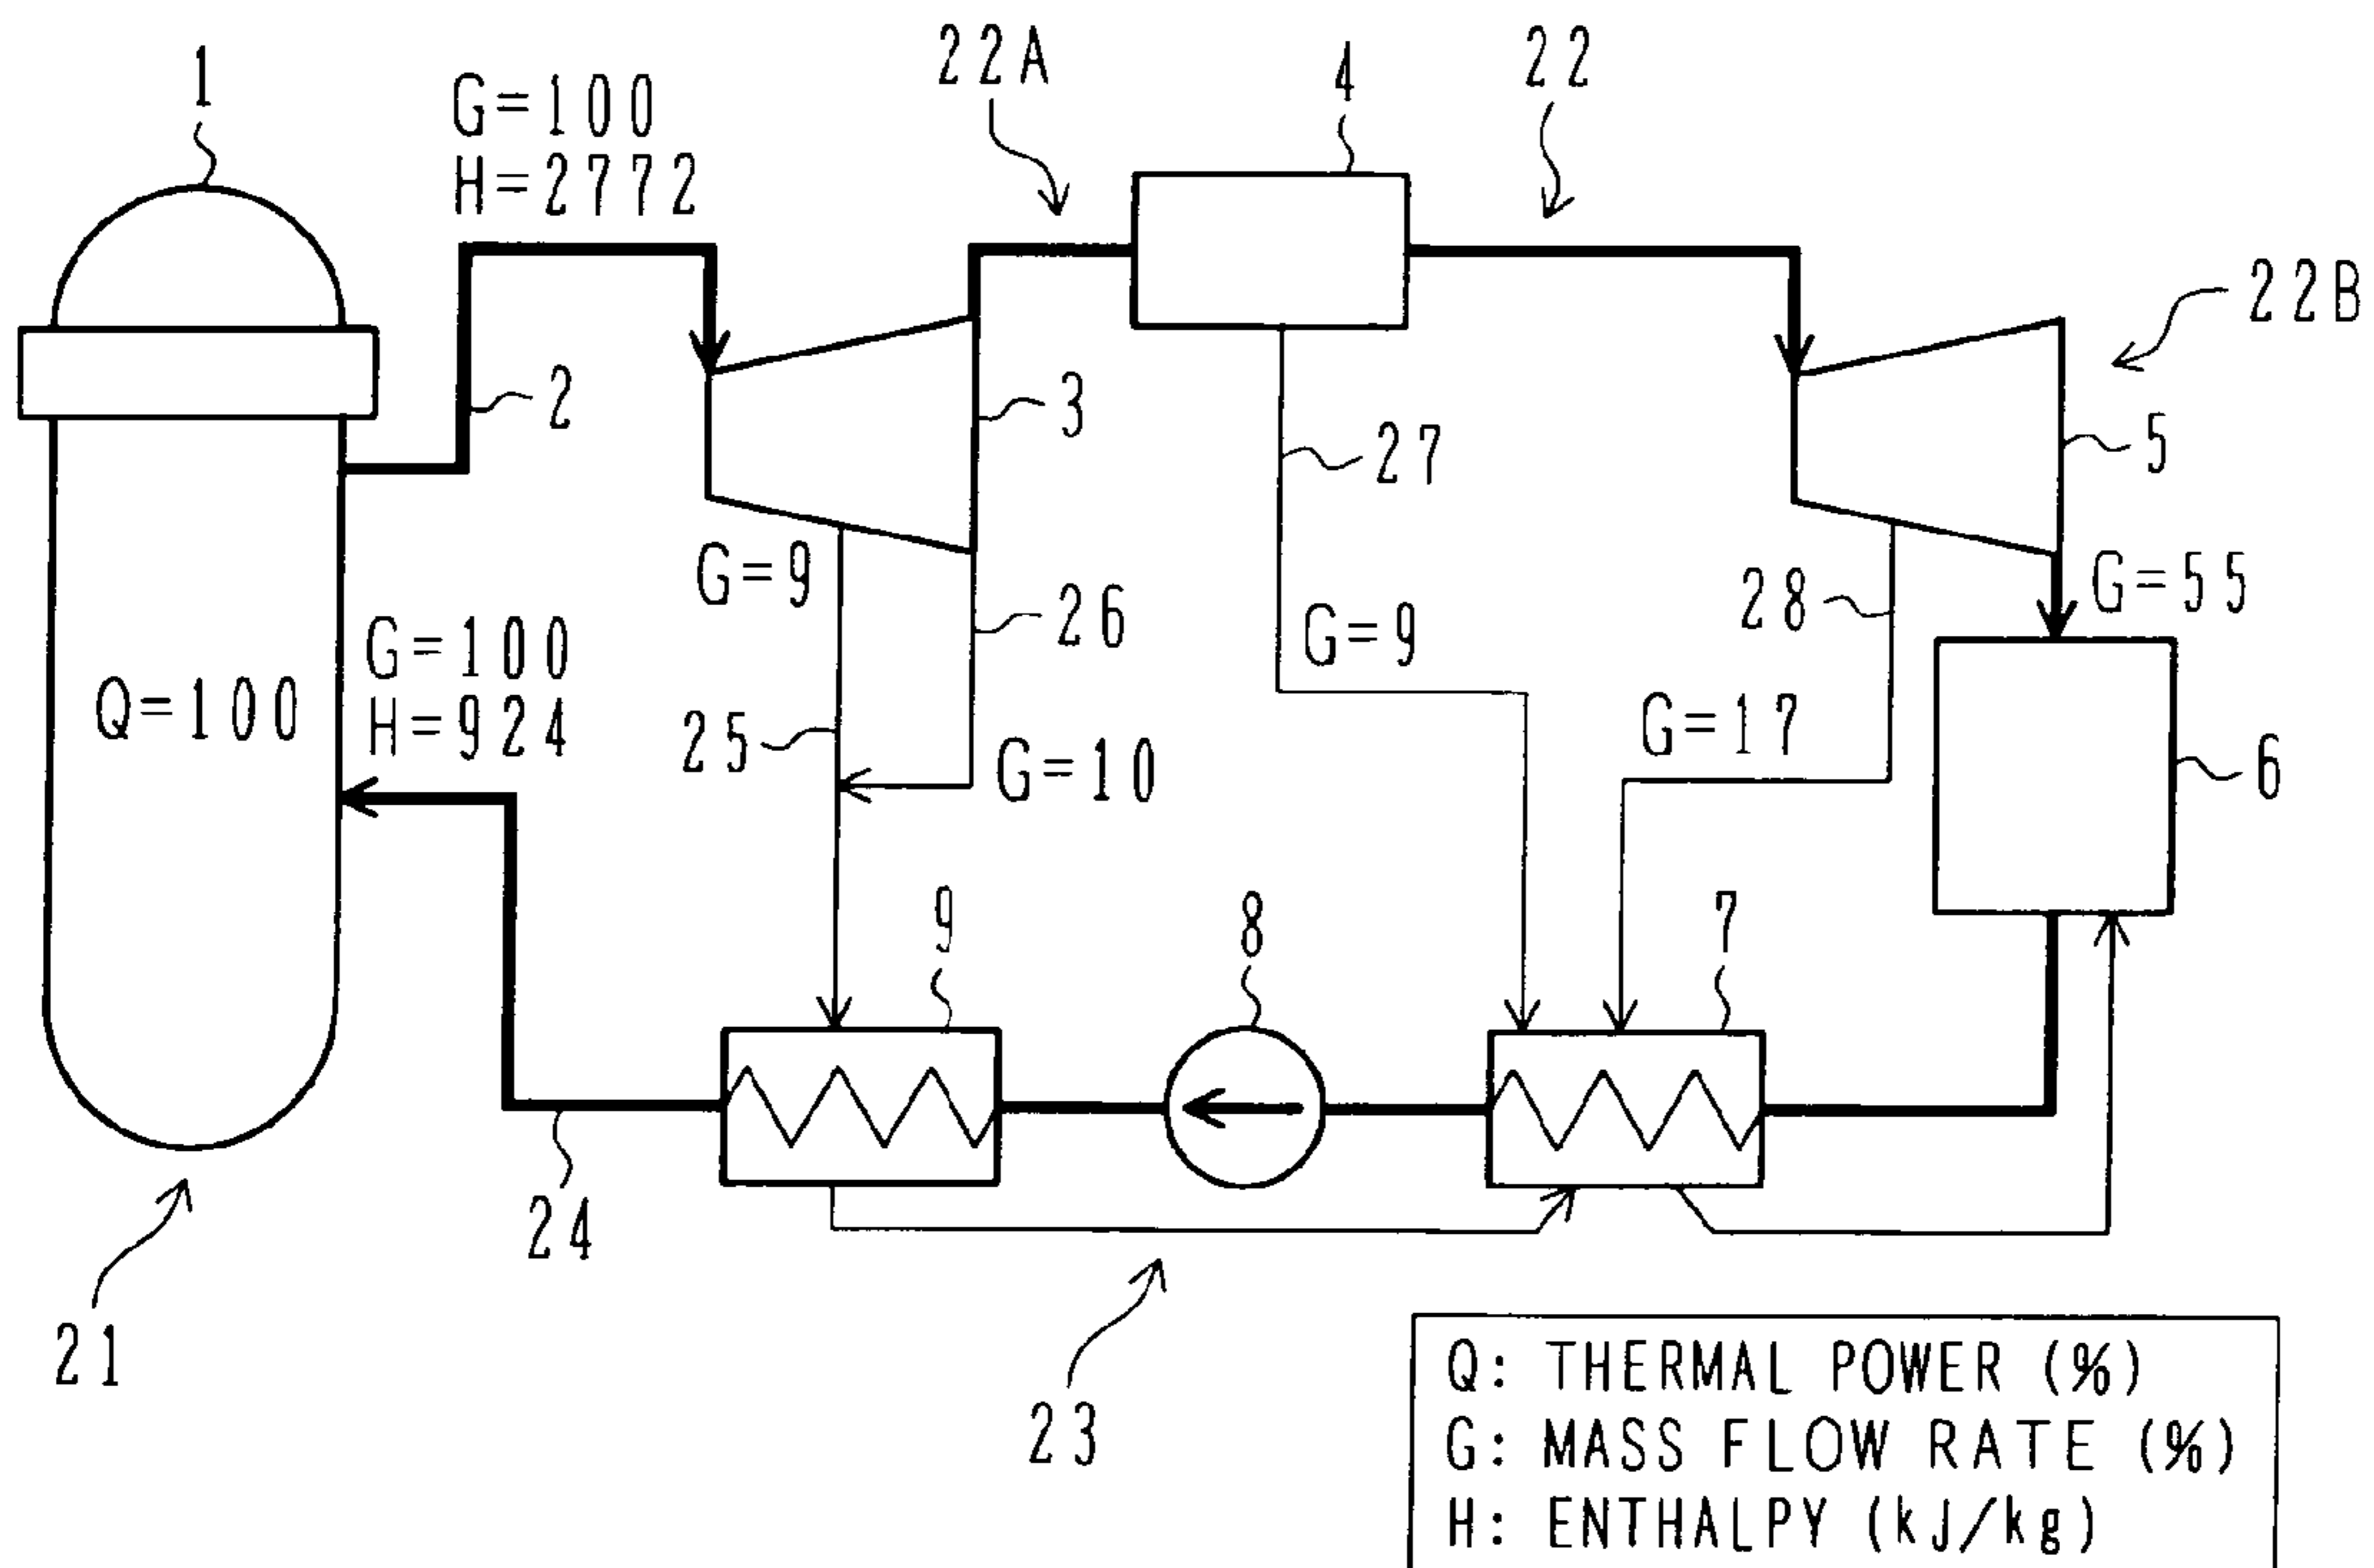 1
G=100
H=2772
22A
4
22
22B
2
3
27
5
G=9
26
28
G=55
G=100
H=924
Q=100
25
G=10
G=9
G=17
6
9
8
7
24
21
23
Q: THERMAL POWER (%)
G: MASS FLOW RATE (%)
H: ENTHALPY (kJ/kg)